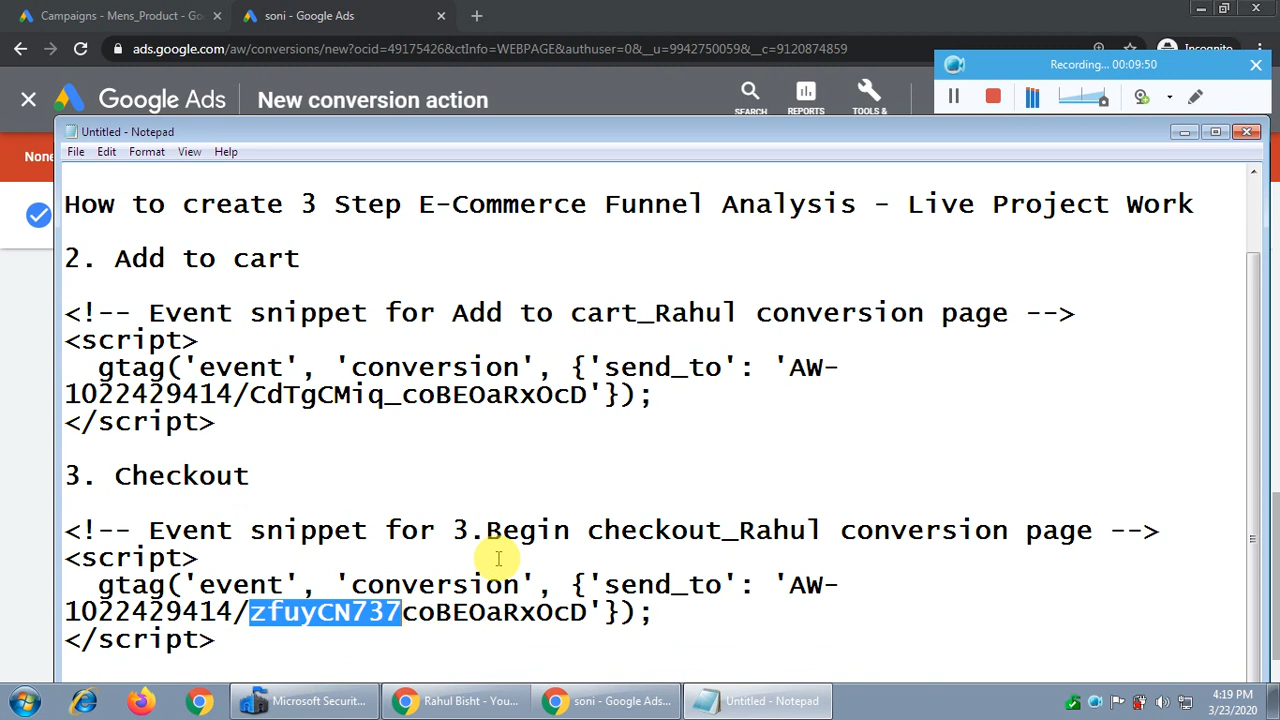 Campaigns - Mens_Product - Go
soni - Google Ads
ads.google.com/aw/conversions/new?ocid=49175426&ctInfo=WEBPAGE&authuser=0&__u=9942750059&__c=9120874859
Incognito
Recording... 00:09:50
Google Ads
New conversion action
SEARCH
REPORTS
TOOLS &
Untitled - Notepad
None
File Edit Format View Help
How to create 3 Step E-Commerce Funnel Analysis - Live Project Work
2. Add to cart
<!-- Event snippet for Add to cart_Rahul conversion page -->
<script>
gtag('event', 'conversion', {'send_to': 'AW-
1022429414/CdTgCMiq_coBEOaRxOcD'});
</script>
3. Checkout
<!-- Event snippet for 3.Begin checkout_Rahul conversion page -->
<script>
gtag('event', 'conversion', {'send_to': 'AW-
1022429414/zfuyCN737coBEOaRxOcD'});
</script>
Microsoft Securit...
Rahul Bisht - You...
soni - Google Ads...
Untitled - Notepad
4:19 PM
3/23/2020